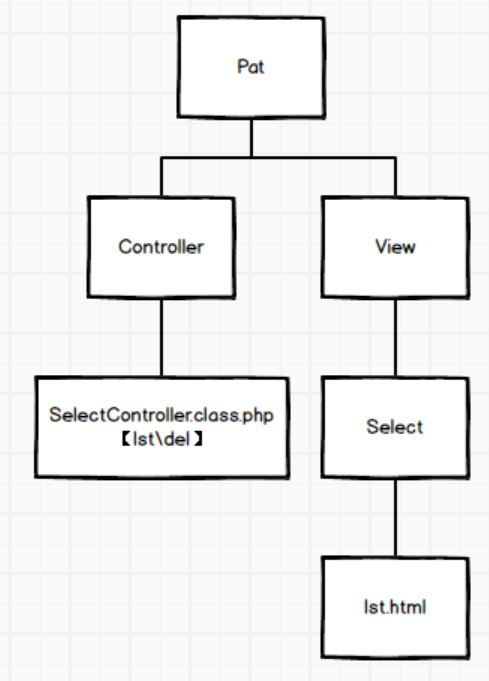 Pat
Controller
View
SelectController.class.php
【lst\del】
Select
lst.html